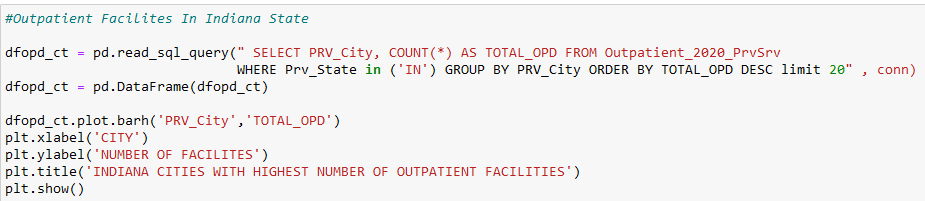 #Outpatient Facilites In Indiana State
dfopd_ct = pd.read_sql_query(" SELECT PRV_City, COUNT(*) AS TOTAL_OPD FROM Outpatient_2020_PrvSrv
WHERE Prv_State in ('IN') GROUP BY PRV_City ORDER BY TOTAL_OPD DESC limit 20" , conn)
dfopd_ct = pd.DataFrame(dfopd_ct)
dfopd_ct.plot.barh('PRV_City','TOTAL_OPD')
plt.xlabel('CITY')
plt.ylabel('NUMBER OF FACILITES')
plt.title('INDIANA CITIES WITH HIGHEST NUMBER OF OUTPATIENT FACILITIES')
plt.show()